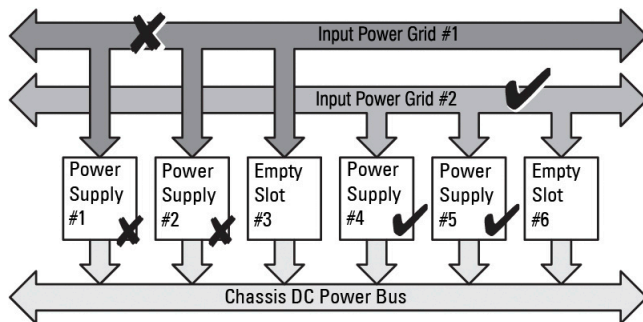 Input Power Grid #1
Input Power Grid #2
Power
Supply
#1
Power
Supply
#2
Empty
Slot
#3
Power
Supply
#4
Power
Supply
#5
Empty
Slot
#6
Chassis DC Power Bus